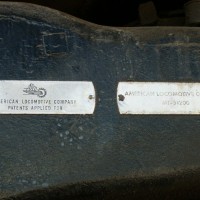 AMERICAN LOCOMOTIVE COMPANY
PATENTS APPLIED FOR
AMERICAN LOCOMOTIVE